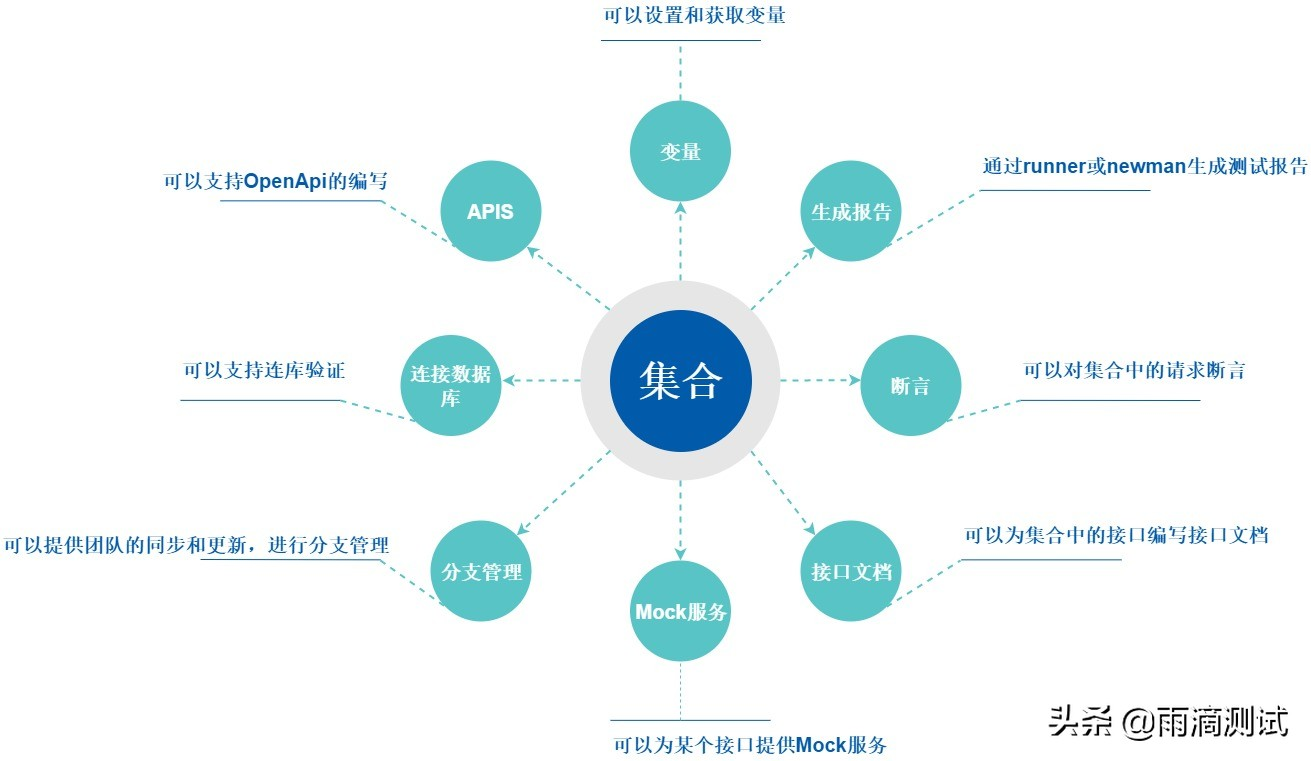 可以设置和获取变量
变量
通过runner或newman生成测试报告
生成报告
可以支持OpenApi的编写
APIS
集合
可以支持连库验证
连接数据
库
断言
可以对集合中的请求断言
可以提供团队的同步和更新，进行分支管理
分支管理
Mock服务
接口文档
可以为集合中的接口编写接口文档
可以为某个接口提供Mock服务
头条 @雨滴测试